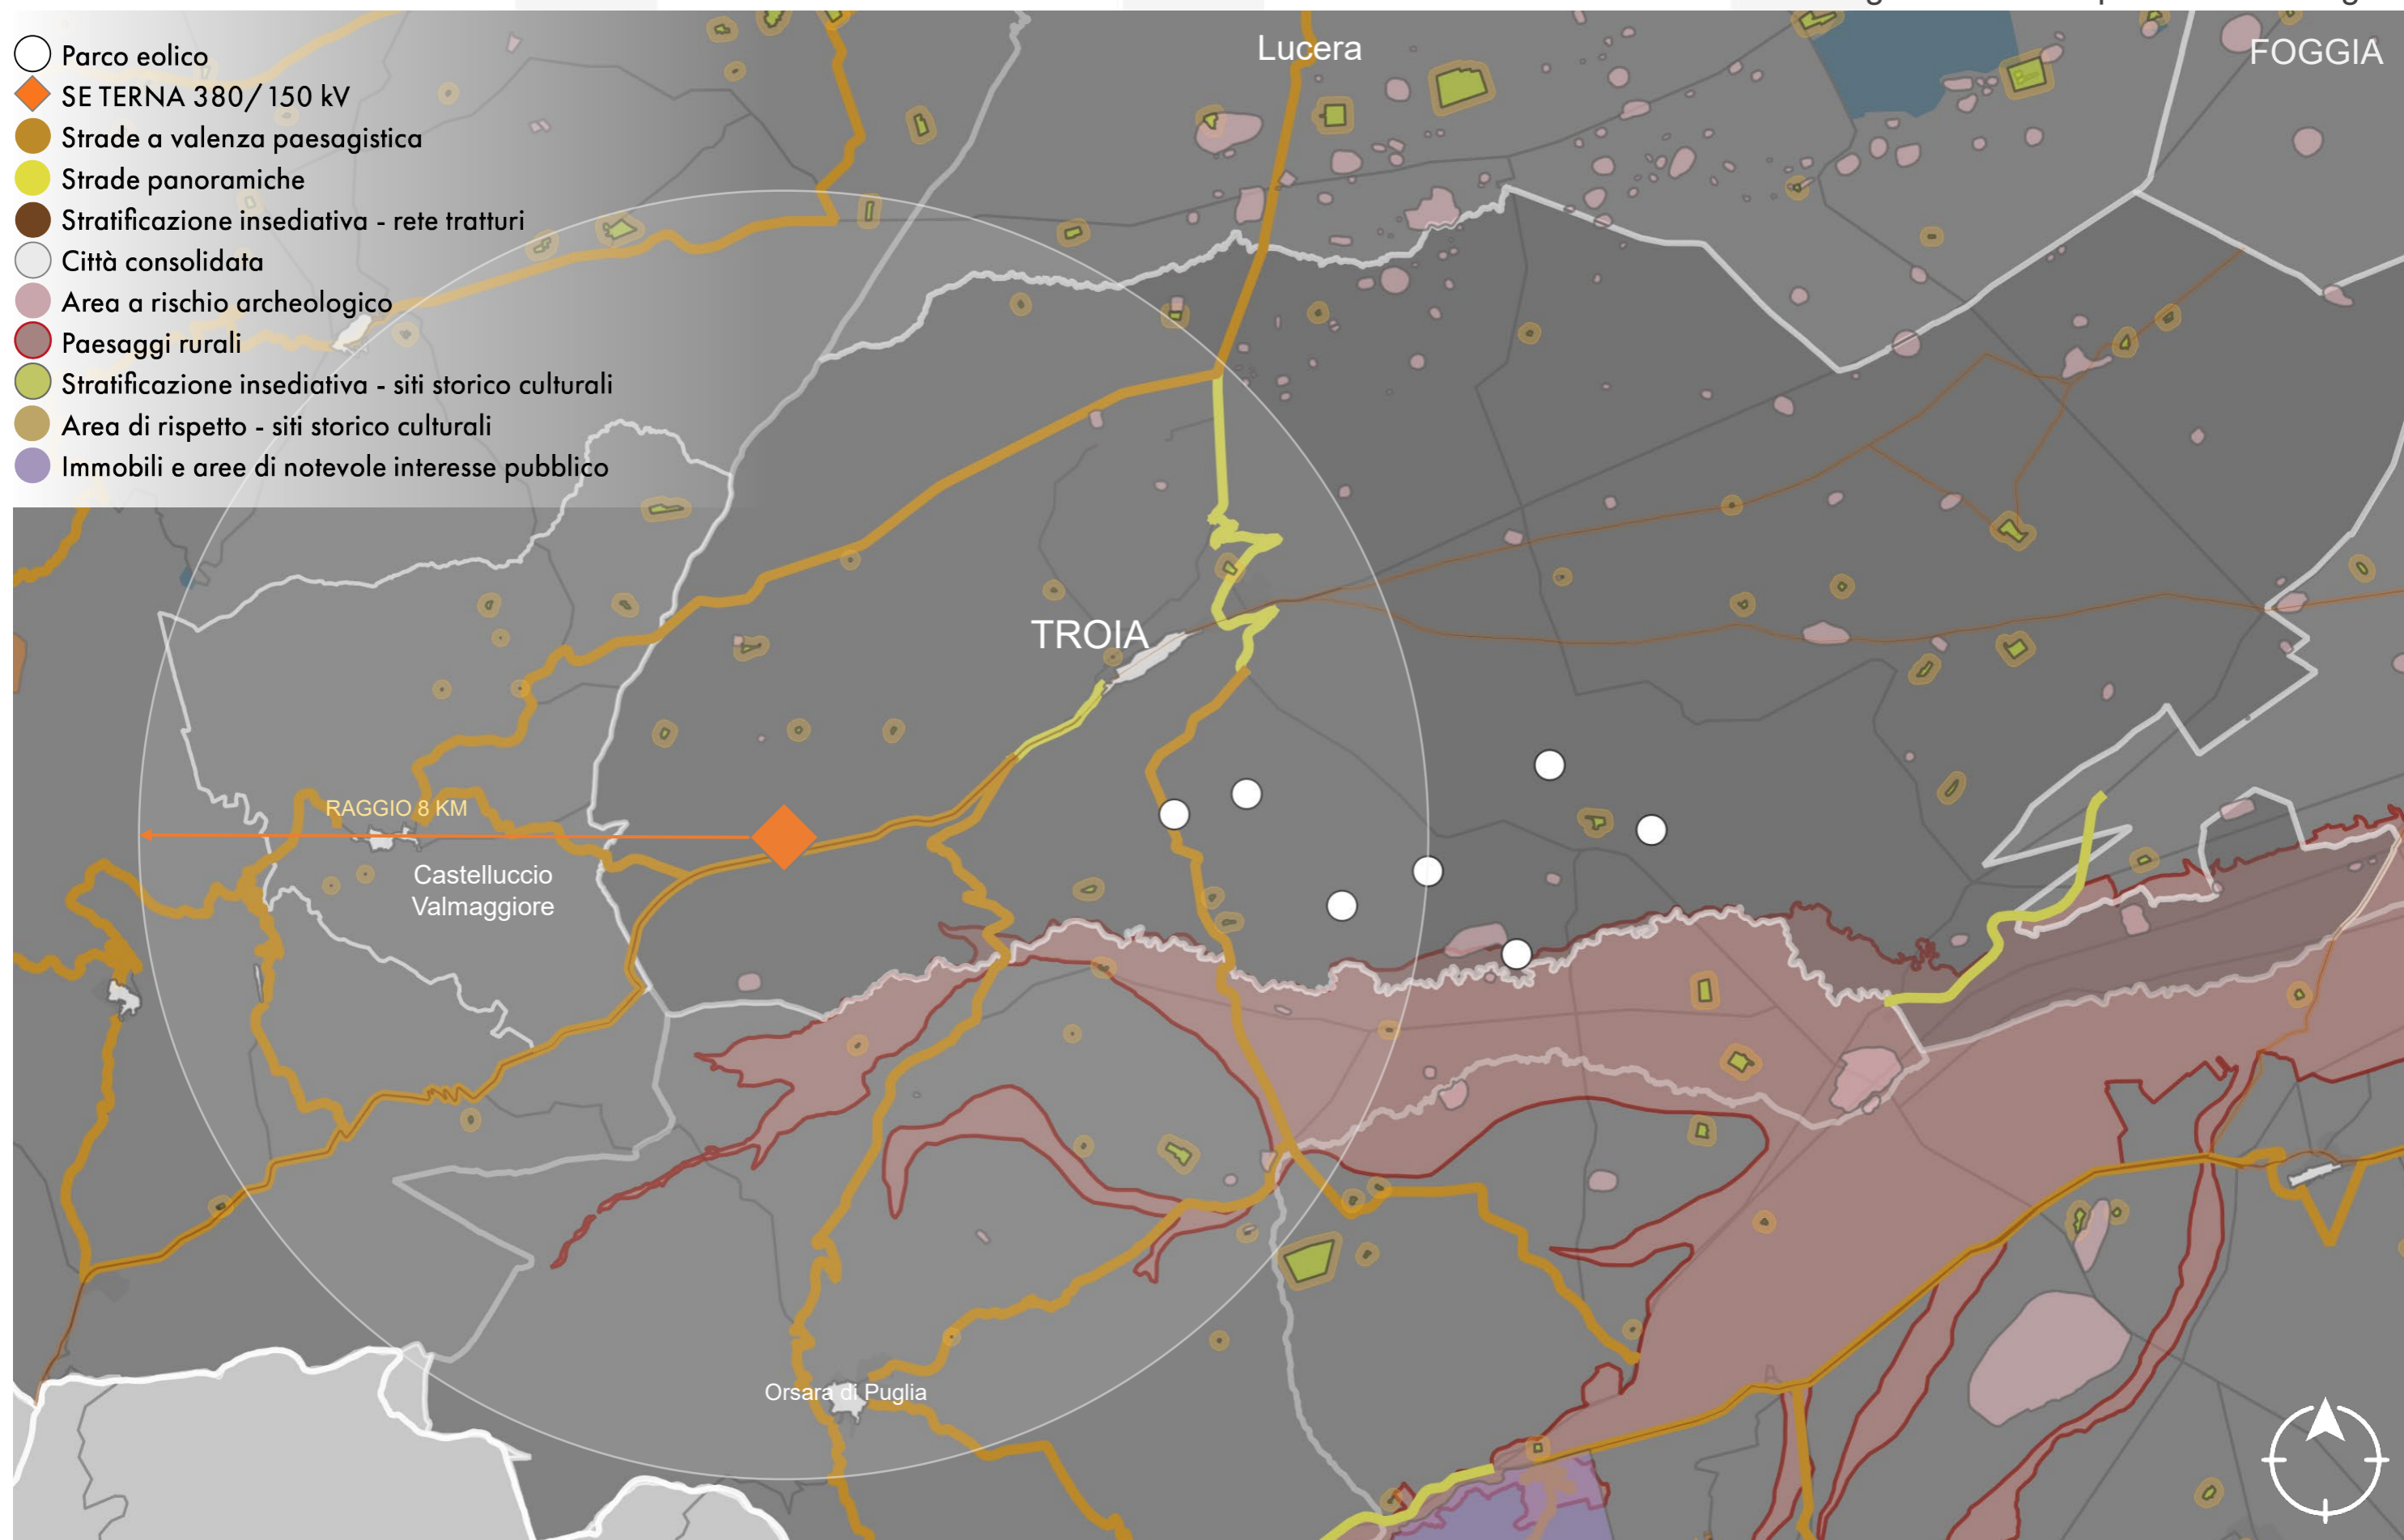 Parco eolico
SE TERNA 380/150 kV
Strade a valenza paesagistica
Strade panoramiche
Stratificazione insediativa - rete tratturi
Città consolidata
Area a rischio archeologico
Paesaggi rurali
Stratificazione insediativa - siti storico culturali
Area di rispetto - siti storico culturali
Immobili e aree di notevole interesse pubblico
Lucera
FOGGIA
TROIA
RAGGIO 8 KM
Castelluccio
Valmaggiore
Orsara di Puglia